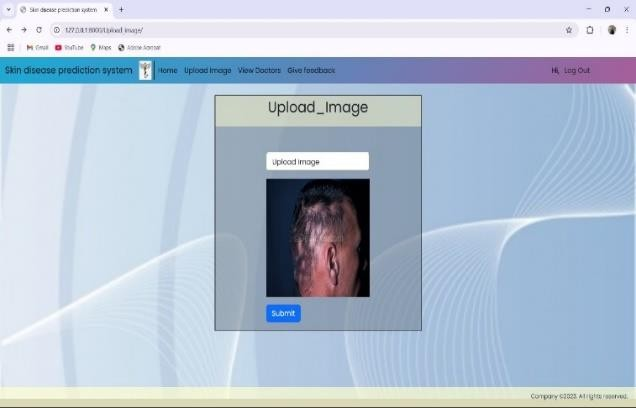 Skin disease prediction system
127.0.0.1:8000/Upload_image/
Gmail YouTube Maps Adobe Acrobat
Skin disease prediction system Home Upload Image View Doctors Give feedback Hi, Log Out
Upload_Image
Upload Image
Submit
Company ©2023. All rights reserved.